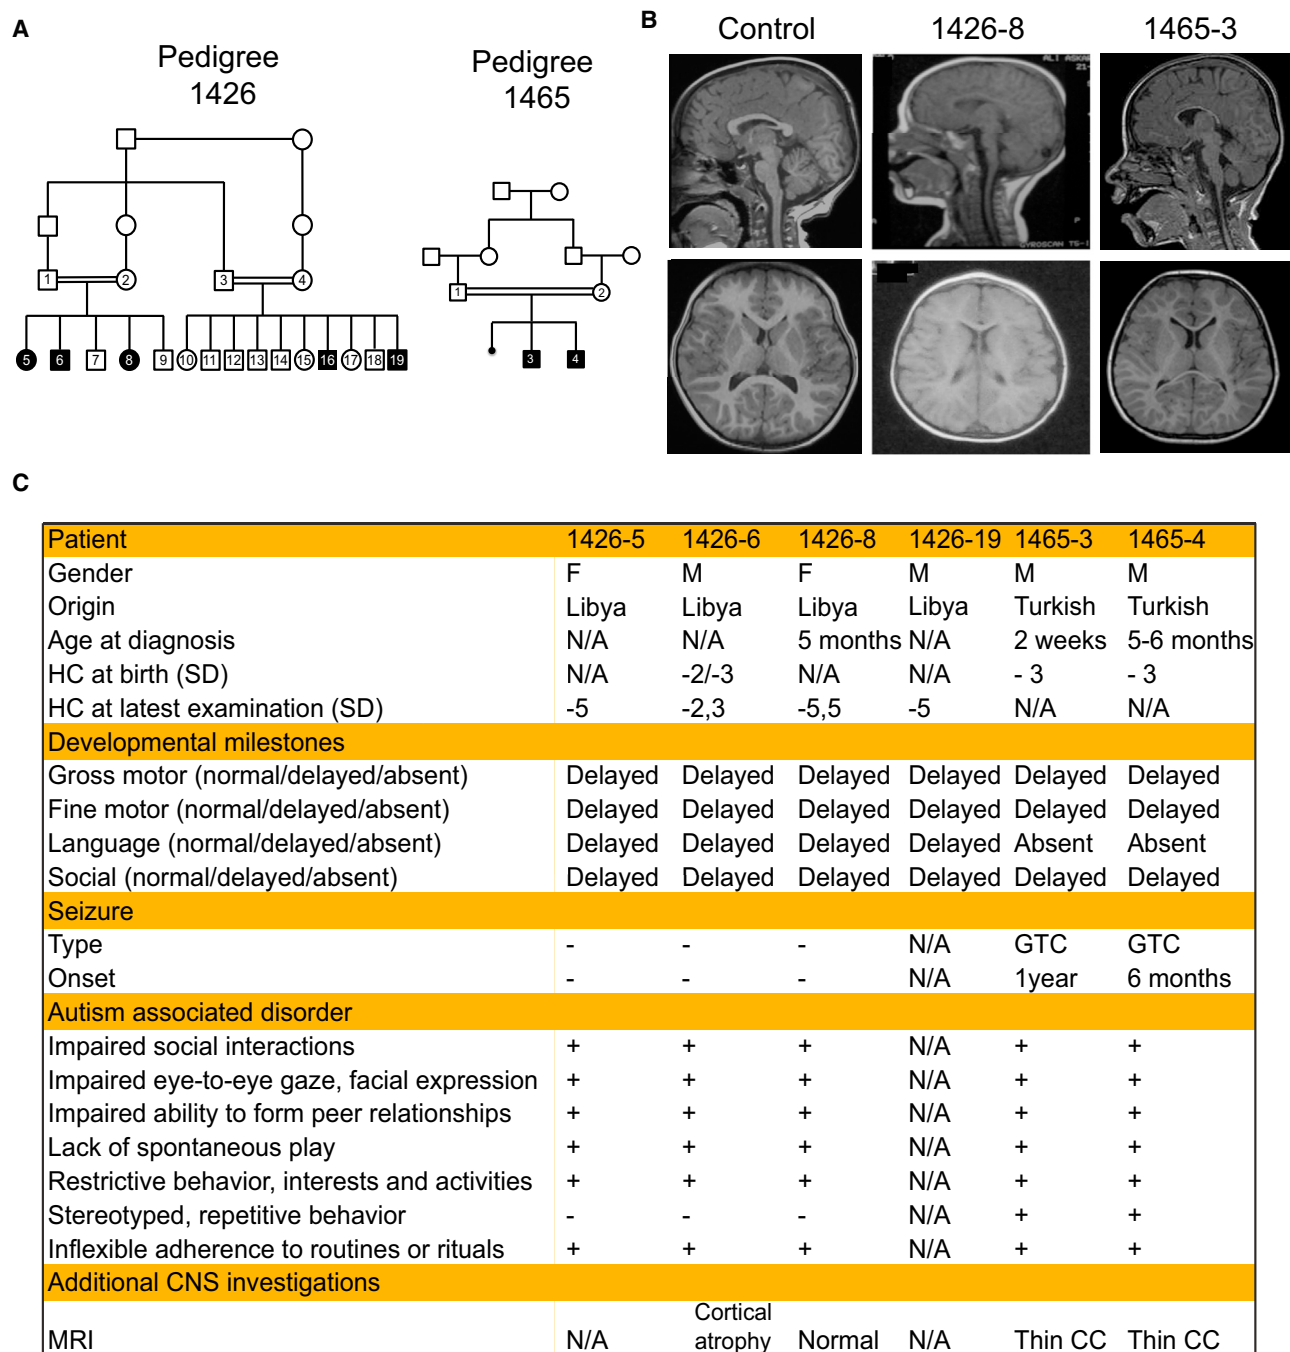 A
Pedigree
1426
Pedigree
1465
1 2 3 4
5 6 7 8 9 10 11 12 13 14 15 16 17 18 19
1 2
3 4
B
Control 1426-8 1465-3
ALI ASKAR
21-
A
P
GYROSCAN T5-
C
Patient 1426-5 1426-6 1426-8 1426-19 1465-3 1465-4
Gender F M F M M M
Origin Libya Libya Libya Libya Turkish Turkish
Age at diagnosis N/A N/A 5 months N/A 2 weeks 5-6 months
HC at birth (SD) N/A -2/-3 N/A N/A - 3 - 3
HC at latest examination (SD) -5 -2,3 -5,5 -5 N/A N/A
Developmental milestones
Gross motor (normal/delayed/absent) Delayed Delayed Delayed Delayed Delayed Delayed
Fine motor (normal/delayed/absent) Delayed Delayed Delayed Delayed Delayed Delayed
Language (normal/delayed/absent) Delayed Delayed Delayed Delayed Absent Absent
Social (normal/delayed/absent) Delayed Delayed Delayed Delayed Delayed Delayed
Seizure
Type - - - N/A GTC GTC
Onset - - - N/A 1year 6 months
Autism associated disorder
Impaired social interactions + + + N/A + +
Impaired eye-to-eye gaze, facial expression + + + N/A + +
Impaired ability to form peer relationships + + + N/A + +
Lack of spontaneous play + + + N/A + +
Restrictive behavior, interests and activities + + + N/A + +
Stereotyped, repetitive behavior - - - N/A + +
Inflexible adherence to routines or rituals + + + N/A + +
Additional CNS investigations
MRI N/A Cortical atrophy Normal N/A Thin CC Thin CC